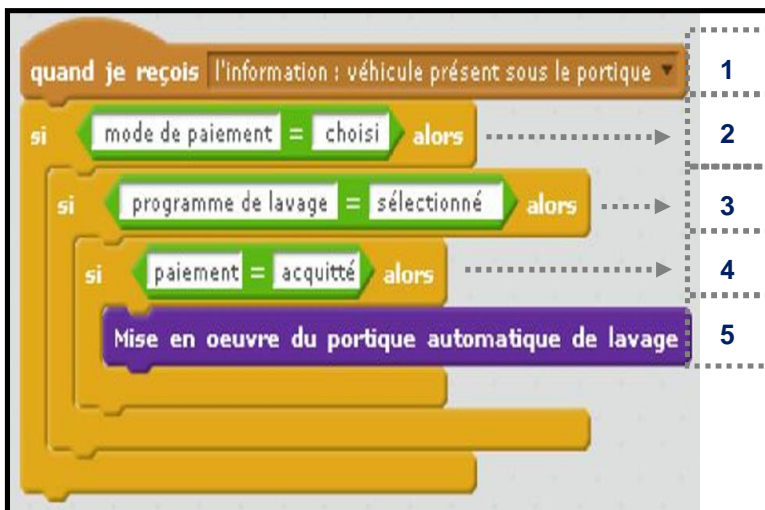 quand je reçois l'information : véhicule présent sous le portique 1
si mode de paiement = choisi alors 2
si programme de lavage = sélectionné alors 3
si paiement = acquitté alors 4
Mise en oeuvre du portique automatique de lavage 5